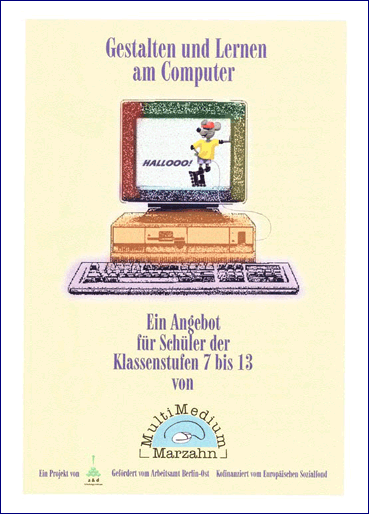 Gestalten und Lernen
am Computer
HALLOOO!
Ein Angebot
für Schüler der
Klassenstufen 7 bis 13
von
MultiMedium
Marzahn
Ein Projekt von a&d Gefördert vom Arbeitsamt Berlin-Ost Kofinanziert vom Europäischen Sozialfond